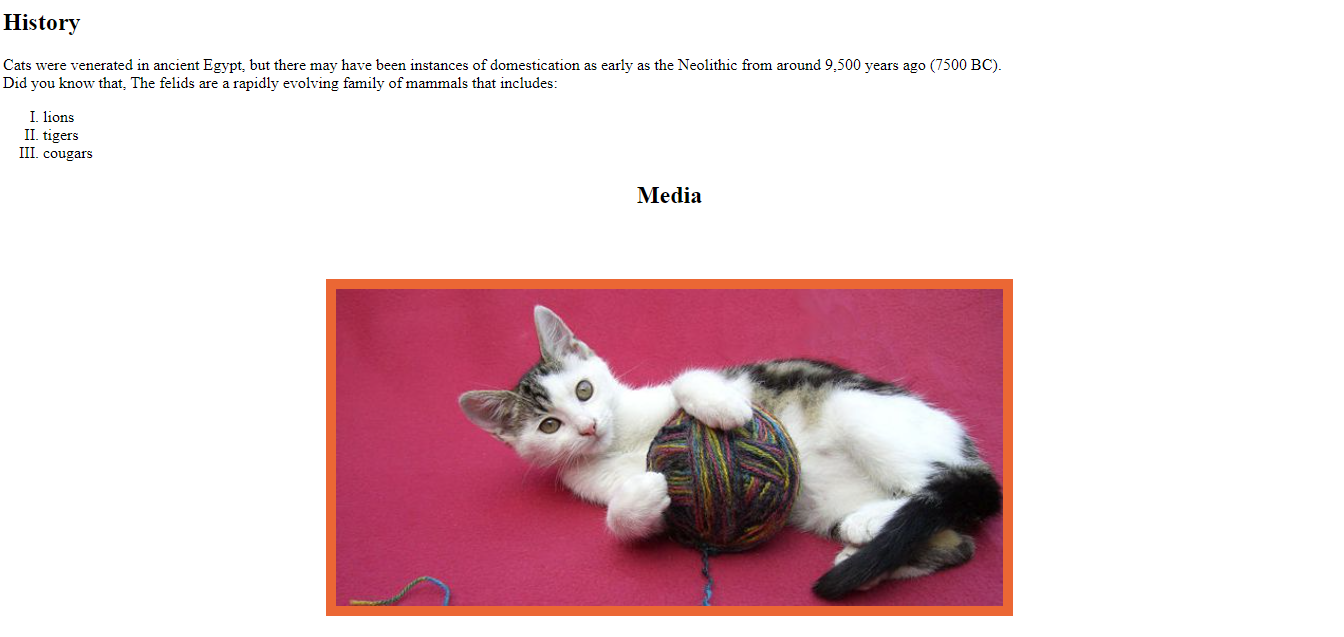 History
Cats were venerated in ancient Egypt, but there may have been instances of domestication as early as the Neolithic from around 9,500 years ago (7500 BC).
Did you know that, The felids are a rapidly evolving family of mammals that includes:
I. lions
II. tigers
III. cougars
Media